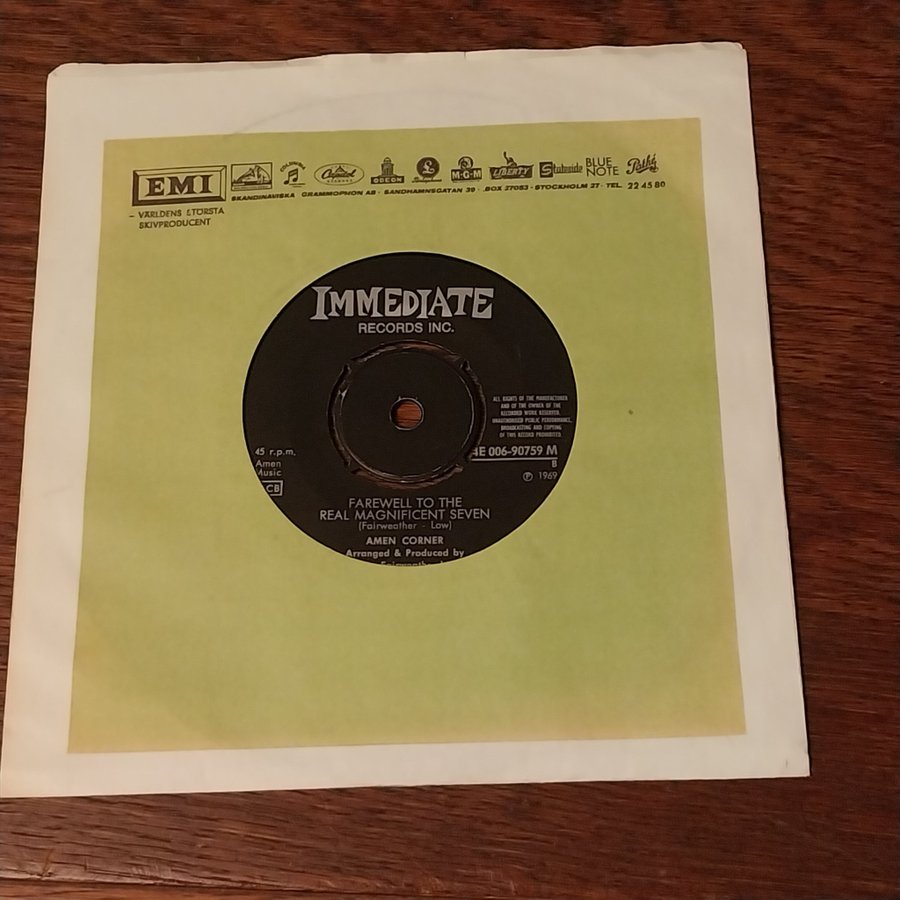 EMI
COLUMBIA
Capitol
RECORDS
ODEON
M-G-M
LIBERTY
Stateside
BLUE NOTE
Pathé
SKANDINAVISKA GRAMMOPHON AB · SANDHAMNSGATAN 39 · BOX 27053 · STOCKHOLM 27 · TEL. 22 45 80
– VÄRLDENS STÖRSTA
SKIVPRODUCENT
IMMEDIATE
RECORDS INC.
ALL RIGHTS OF THE MANUFACTURER
AND OF THE OWNER OF THE
RECORDED WORK RESERVED.
UNAUTHORISED PUBLIC PERFORMANCE,
BROADCASTING AND COPYING
OF THIS RECORD PROHIBITED.
45 r.p.m.
Amen
Music
CB
4E 006-90759 M
B
℗ 1969
FAREWELL TO THE
REAL MAGNIFICENT SEVEN
(Fairweather - Low)
AMEN CORNER
Arranged & Produced by